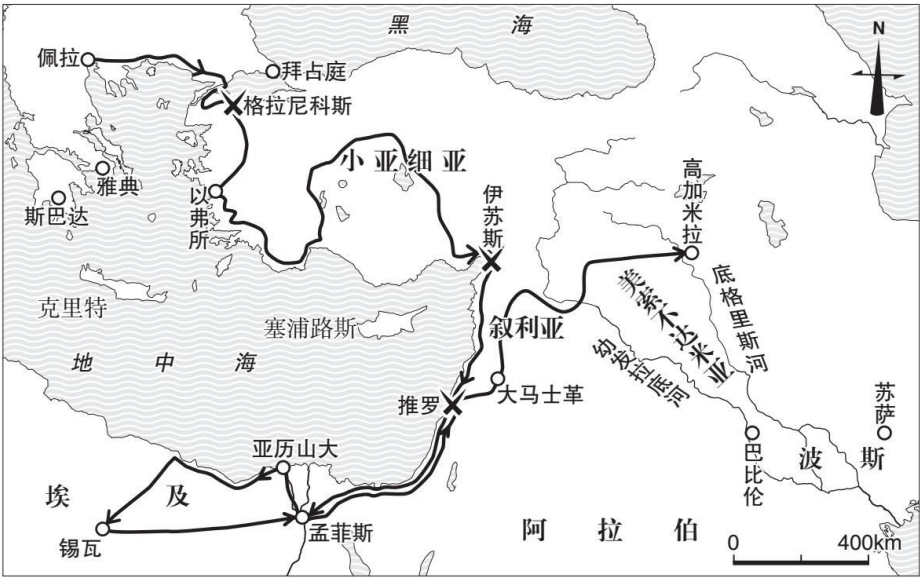 黑海
N
佩拉
拜占庭
格拉尼科斯
小亚细亚
雅典
斯巴达
以弗所
伊苏斯
高加米拉
克里特
塞浦路斯
叙利亚
美索不达米亚
底格里斯河
幼发拉底河
地中海
推罗
大马士革
苏萨
巴比伦
波斯
亚历山大
埃及
孟菲斯
锡瓦
阿拉伯
0 400km